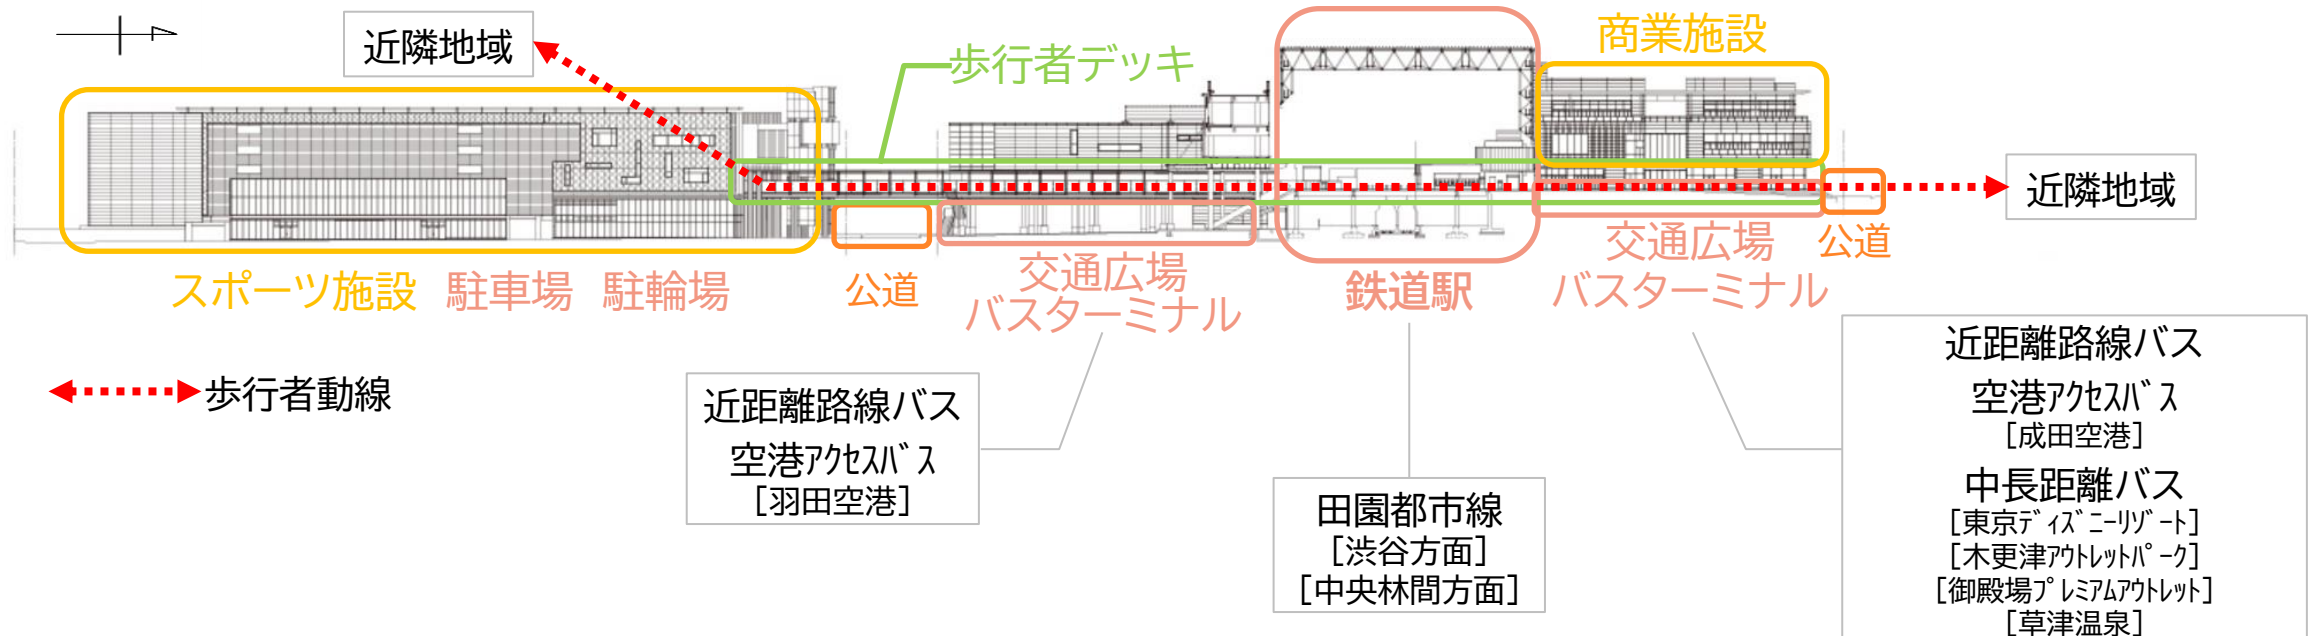 近隣地域
歩行者デッキ
商業施設
近隣地域
スポーツ施設 駐車場 駐輪場
公道
交通広場
バスターミナル
鉄道駅
交通広場
バスターミナル
公道
歩行者動線
近距離路線バス
空港ｱｸｾｽﾊﾞｽ
［羽田空港］
田園都市線
［渋谷方面］
［中央林間方面］
近距離路線バス
空港ｱｸｾｽﾊﾞｽ
［成田空港］
中長距離バス
［東京ﾃﾞｨｽﾞﾆｰﾘｿﾞｰﾄ］
［木更津ｱｳﾄﾚｯﾄﾊﾟｰｸ］
［御殿場ﾌﾟﾚﾐｱﾑｱｳﾄﾚｯﾄ］
［草津温泉］